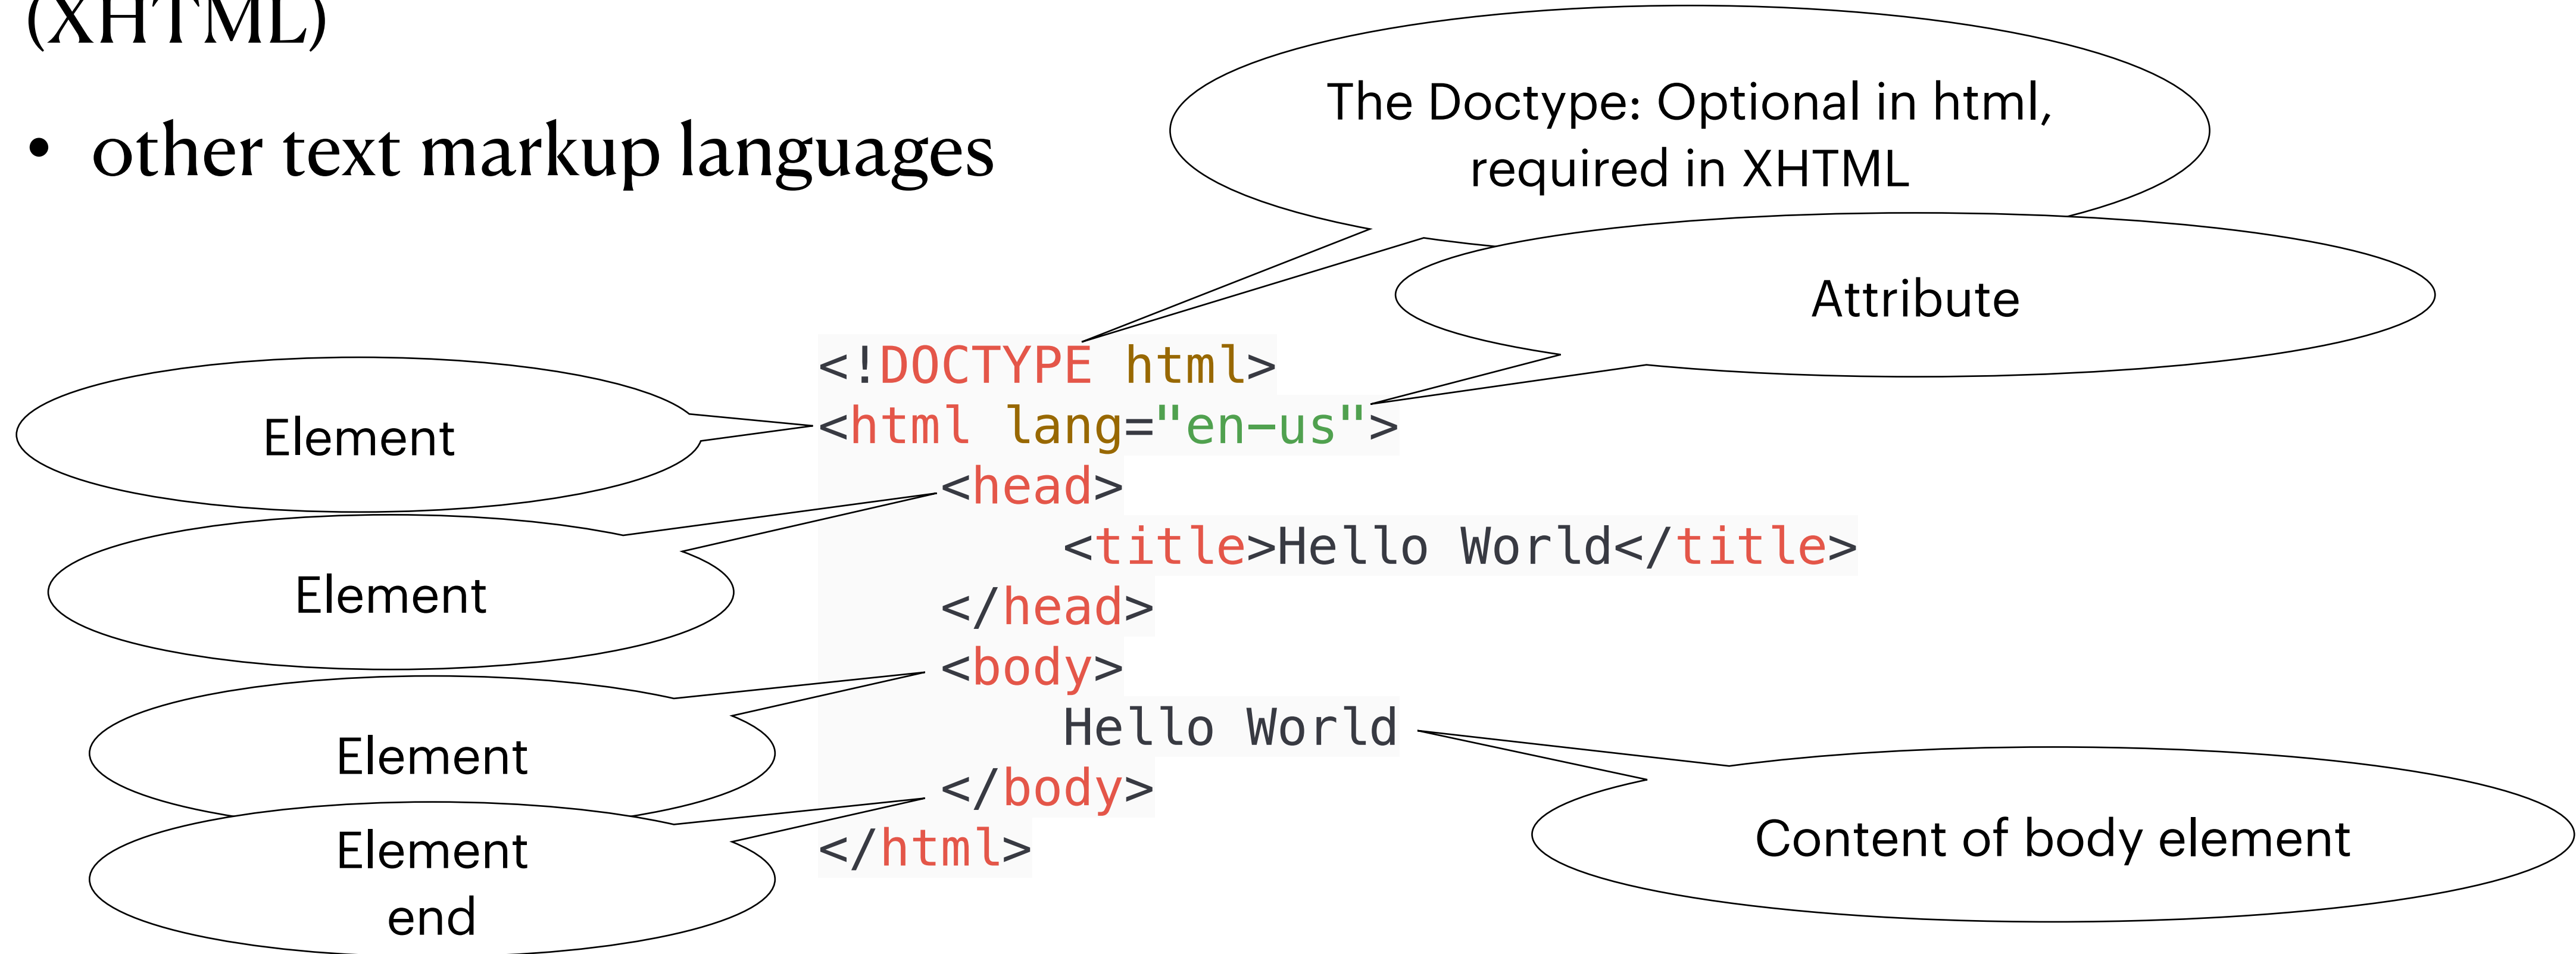 (XHTML)
• other text markup languages
The Doctype: Optional in html,
required in XHTML
Attribute
<!DOCTYPE html>
<html lang="en-us">
<head>
<title>Hello World</title>
</head>
<body>
Hello World
</body>
</html>
Element
Element
Element
Element
end
Content of body element